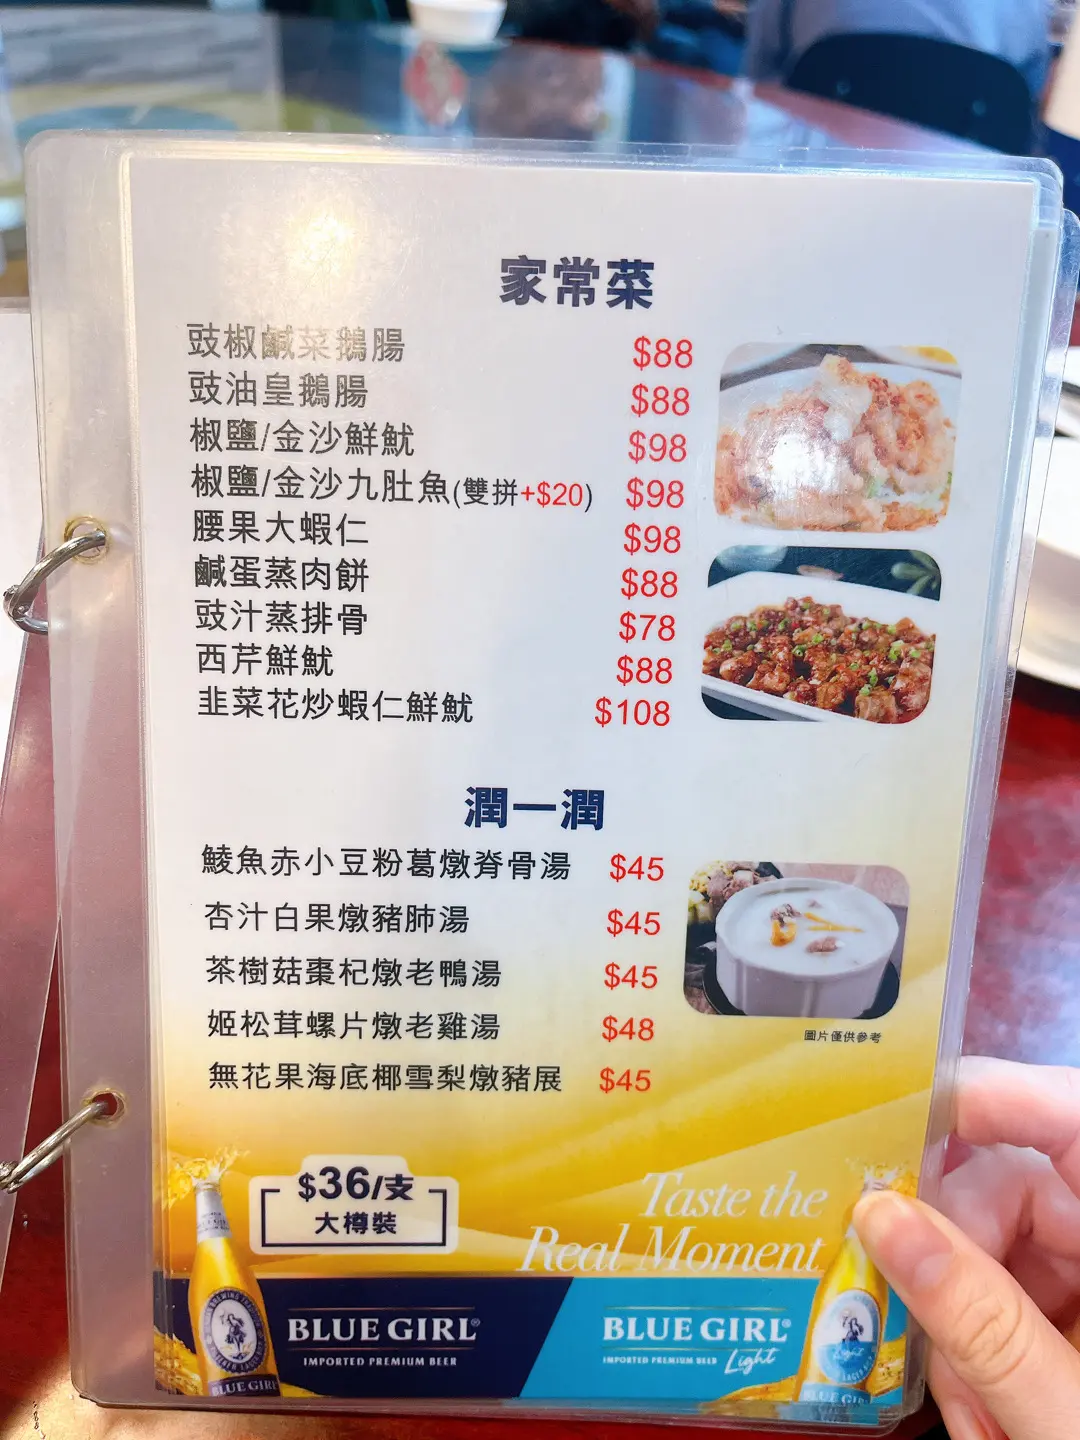 家常菜
豉椒鹹菜鵝腸 $88
豉油皇鵝腸 $88
椒鹽/金沙鮮魷 $98
椒鹽/金沙九肚魚(雙拼+$20) $98
腰果大蝦仁 $98
鹹蛋蒸肉餅 $88
豉汁蒸排骨 $78
西芹鮮魷 $88
韭菜花炒蝦仁鮮魷 $108
潤一潤
鯪魚赤小豆粉葛燉脊骨湯 $45
杏汁白果燉豬肺湯 $45
茶樹菇棗杞燉老鴨湯 $45
姬松茸螺片燉老雞湯 $48
無花果海底椰雪梨燉豬展 $45
圖片僅供參考
$36/支
大樽裝
Taste the
Real Moment
BLUE GIRL®
IMPORTED PREMIUM BEER
BLUE GIRL®
IMPORTED PREMIUM BEER Light
BLUE GIRL
BLUE GIRL